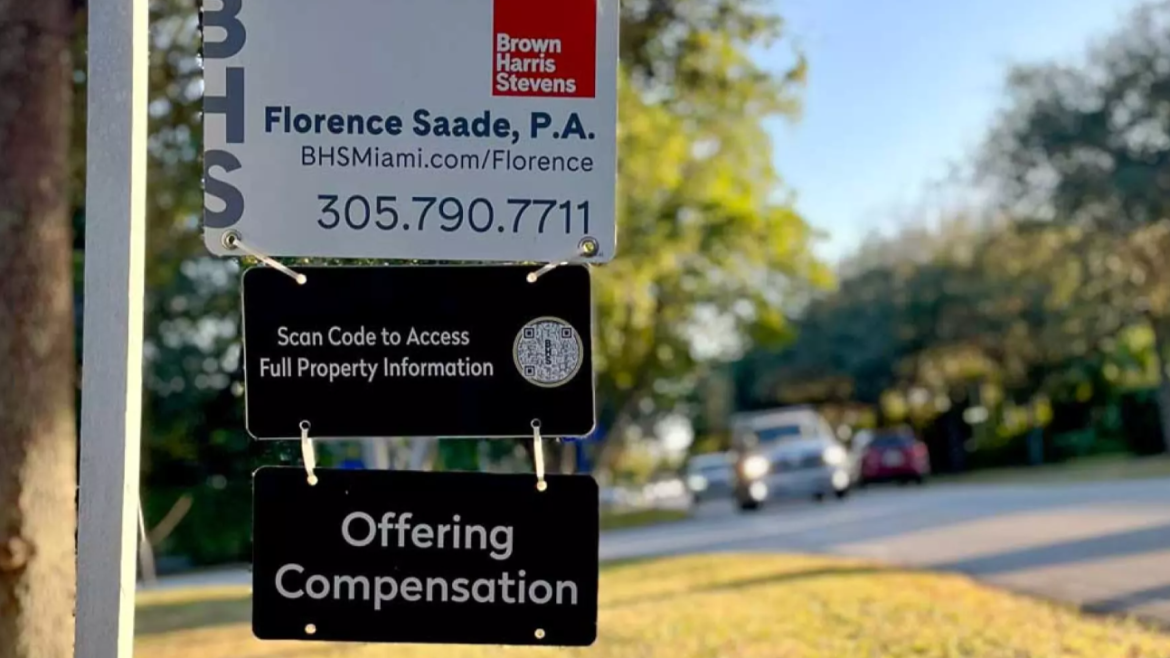 BHS
Brown
Harris
Stevens
Florence Saade, P.A.
BHSMiami.com/Florence
305.790.7711
Scan Code to Access
Full Property Information
BHS
Offering
Compensation